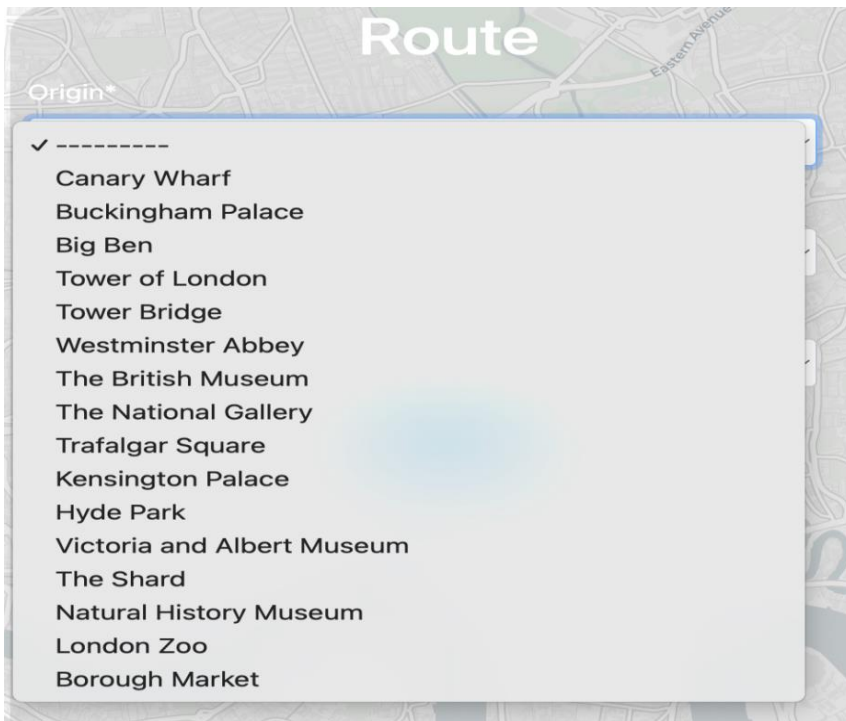 Route
Eastern Avenue
Origin*
✓ ---------
Canary Wharf
Buckingham Palace
Big Ben
Tower of London
Tower Bridge
Westminster Abbey
The British Museum
The National Gallery
Trafalgar Square
Kensington Palace
Hyde Park
Victoria and Albert Museum
The Shard
Natural History Museum
London Zoo
Borough Market